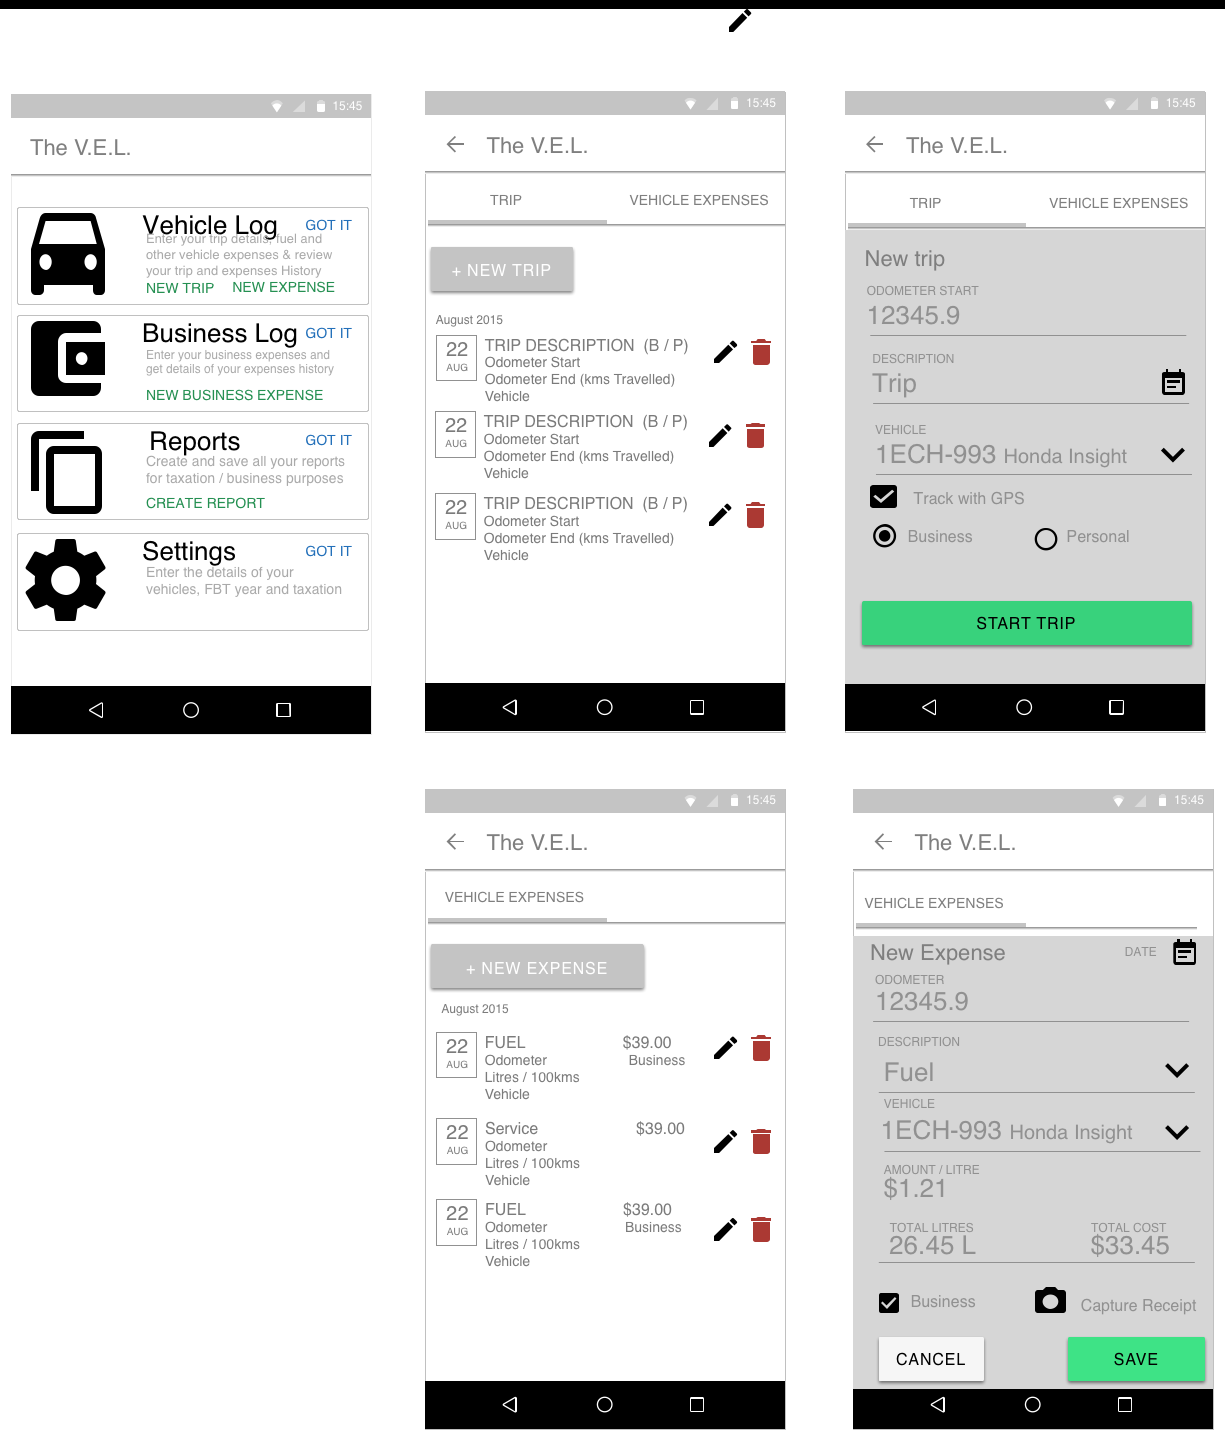 15:45
The V.E.L.
Vehicle Log GOT IT
Enter your trip details, fuel and
other vehicle expenses & review
your trip and expenses History
NEW TRIP NEW EXPENSE
Business Log GOT IT
Enter your business expenses and
get details of your expenses history
NEW BUSINESS EXPENSE
Reports GOT IT
Create and save all your reports
for taxation / business purposes
CREATE REPORT
Settings GOT IT
Enter the details of your
vehicles, FBT year and taxation
15:45
The V.E.L.
TRIP VEHICLE EXPENSES
+ NEW TRIP
August 2015
22 AUG
TRIP DESCRIPTION (B / P)
Odometer Start
Odometer End (kms Travelled)
Vehicle
22 AUG
TRIP DESCRIPTION (B / P)
Odometer Start
Odometer End (kms Travelled)
Vehicle
22 AUG
TRIP DESCRIPTION (B / P)
Odometer Start
Odometer End (kms Travelled)
Vehicle
15:45
The V.E.L.
TRIP VEHICLE EXPENSES
New trip
ODOMETER START
12345.9
DESCRIPTION
Trip
VEHICLE
1ECH-993 Honda Insight
Track with GPS
Business Personal
START TRIP
15:45
The V.E.L.
VEHICLE EXPENSES
+ NEW EXPENSE
August 2015
22 AUG
FUEL $39.00
Odometer Business
Litres / 100kms
Vehicle
22 AUG
Service $39.00
Odometer
Litres / 100kms
Vehicle
22 AUG
FUEL $39.00
Odometer Business
Litres / 100kms
Vehicle
15:45
The V.E.L.
VEHICLE EXPENSES
New Expense DATE
ODOMETER
12345.9
DESCRIPTION
Fuel
VEHICLE
1ECH-993 Honda Insight
AMOUNT / LITRE
$1.21
TOTAL LITRES TOTAL COST
26.45 L $33.45
Business Capture Receipt
CANCEL SAVE